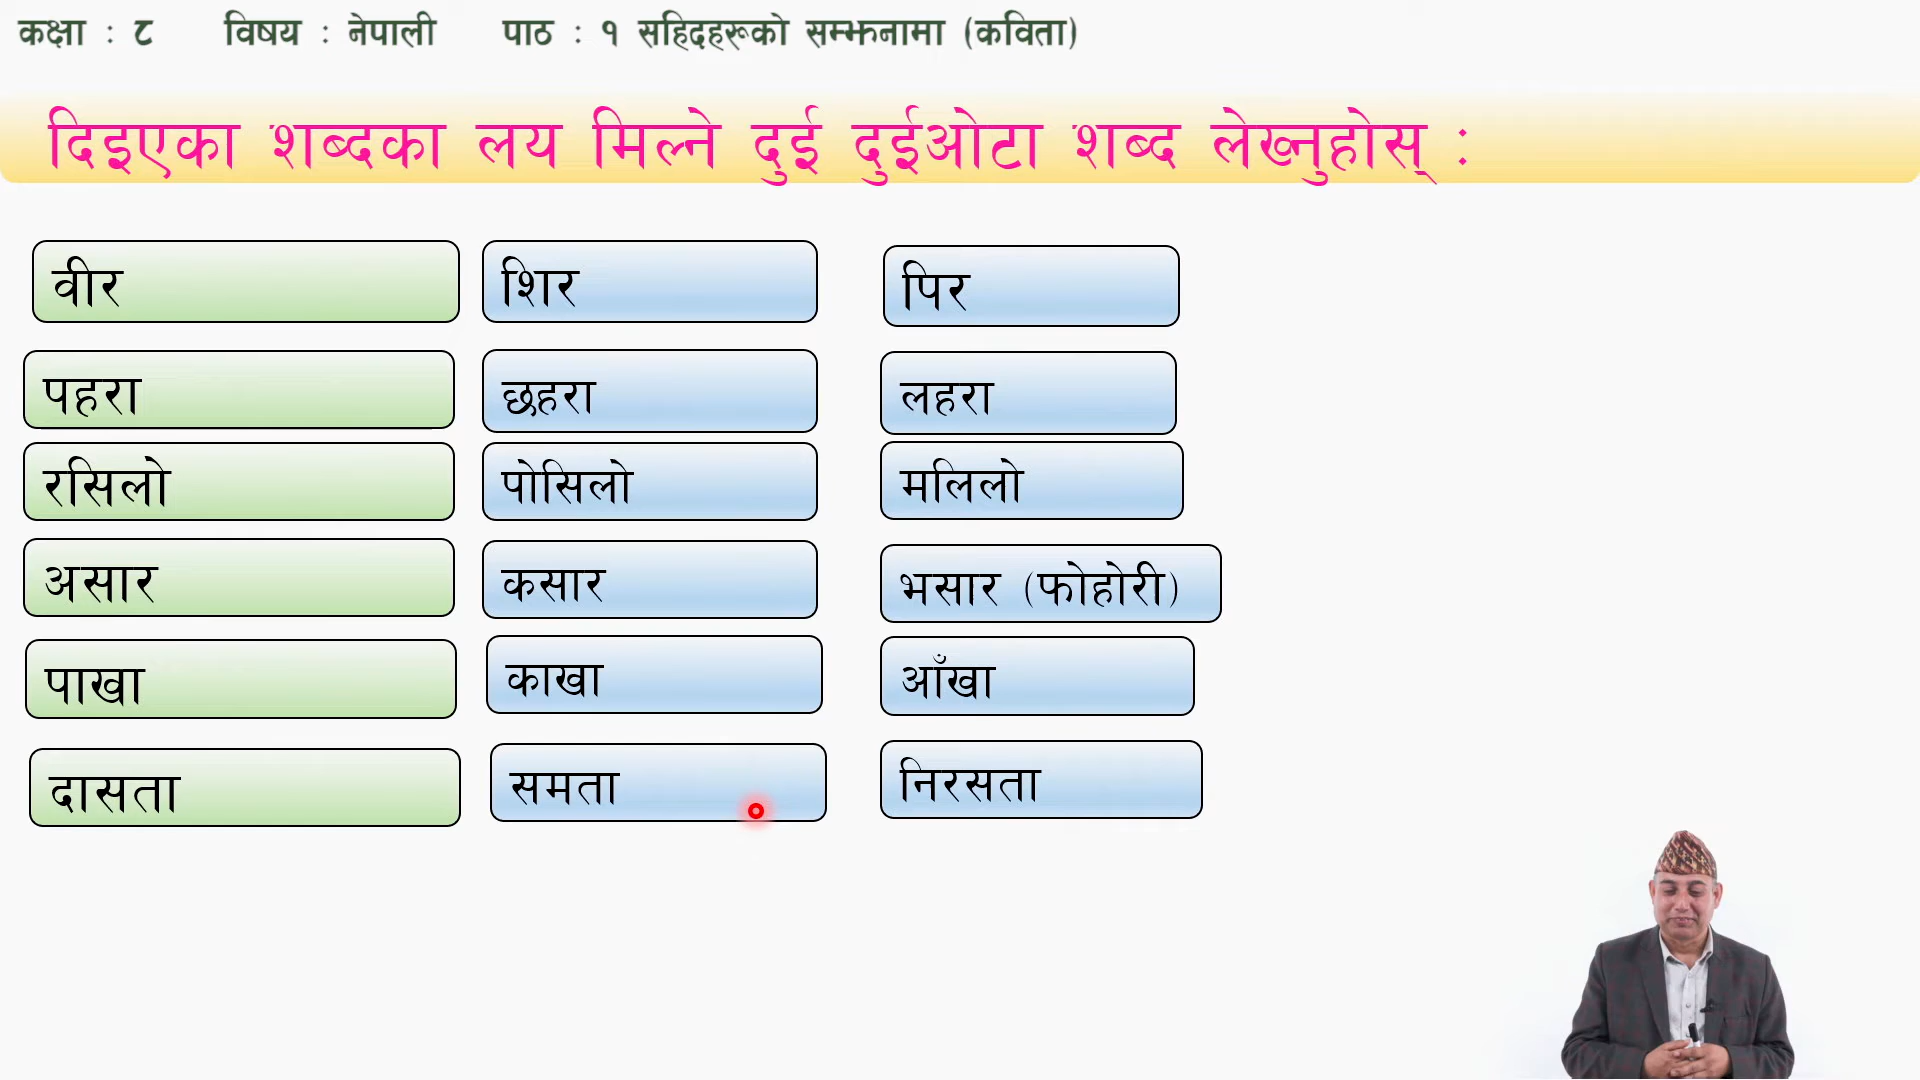 कक्षा : ८ विषय : नेपाली पाठ : १ सहिदहरूको सम्झनामा (कविता)
दिइएका शब्दका लय मिल्ने दुई दुईओटा शब्द लेख्नुहोस् :
वीर शिर पिर
पहरा छहरा लहरा
रसिलो पोसिलो मलिलो
असार कसार भसार (फोहोरी)
पाखा काखा आँखा
दासता समता निरसता